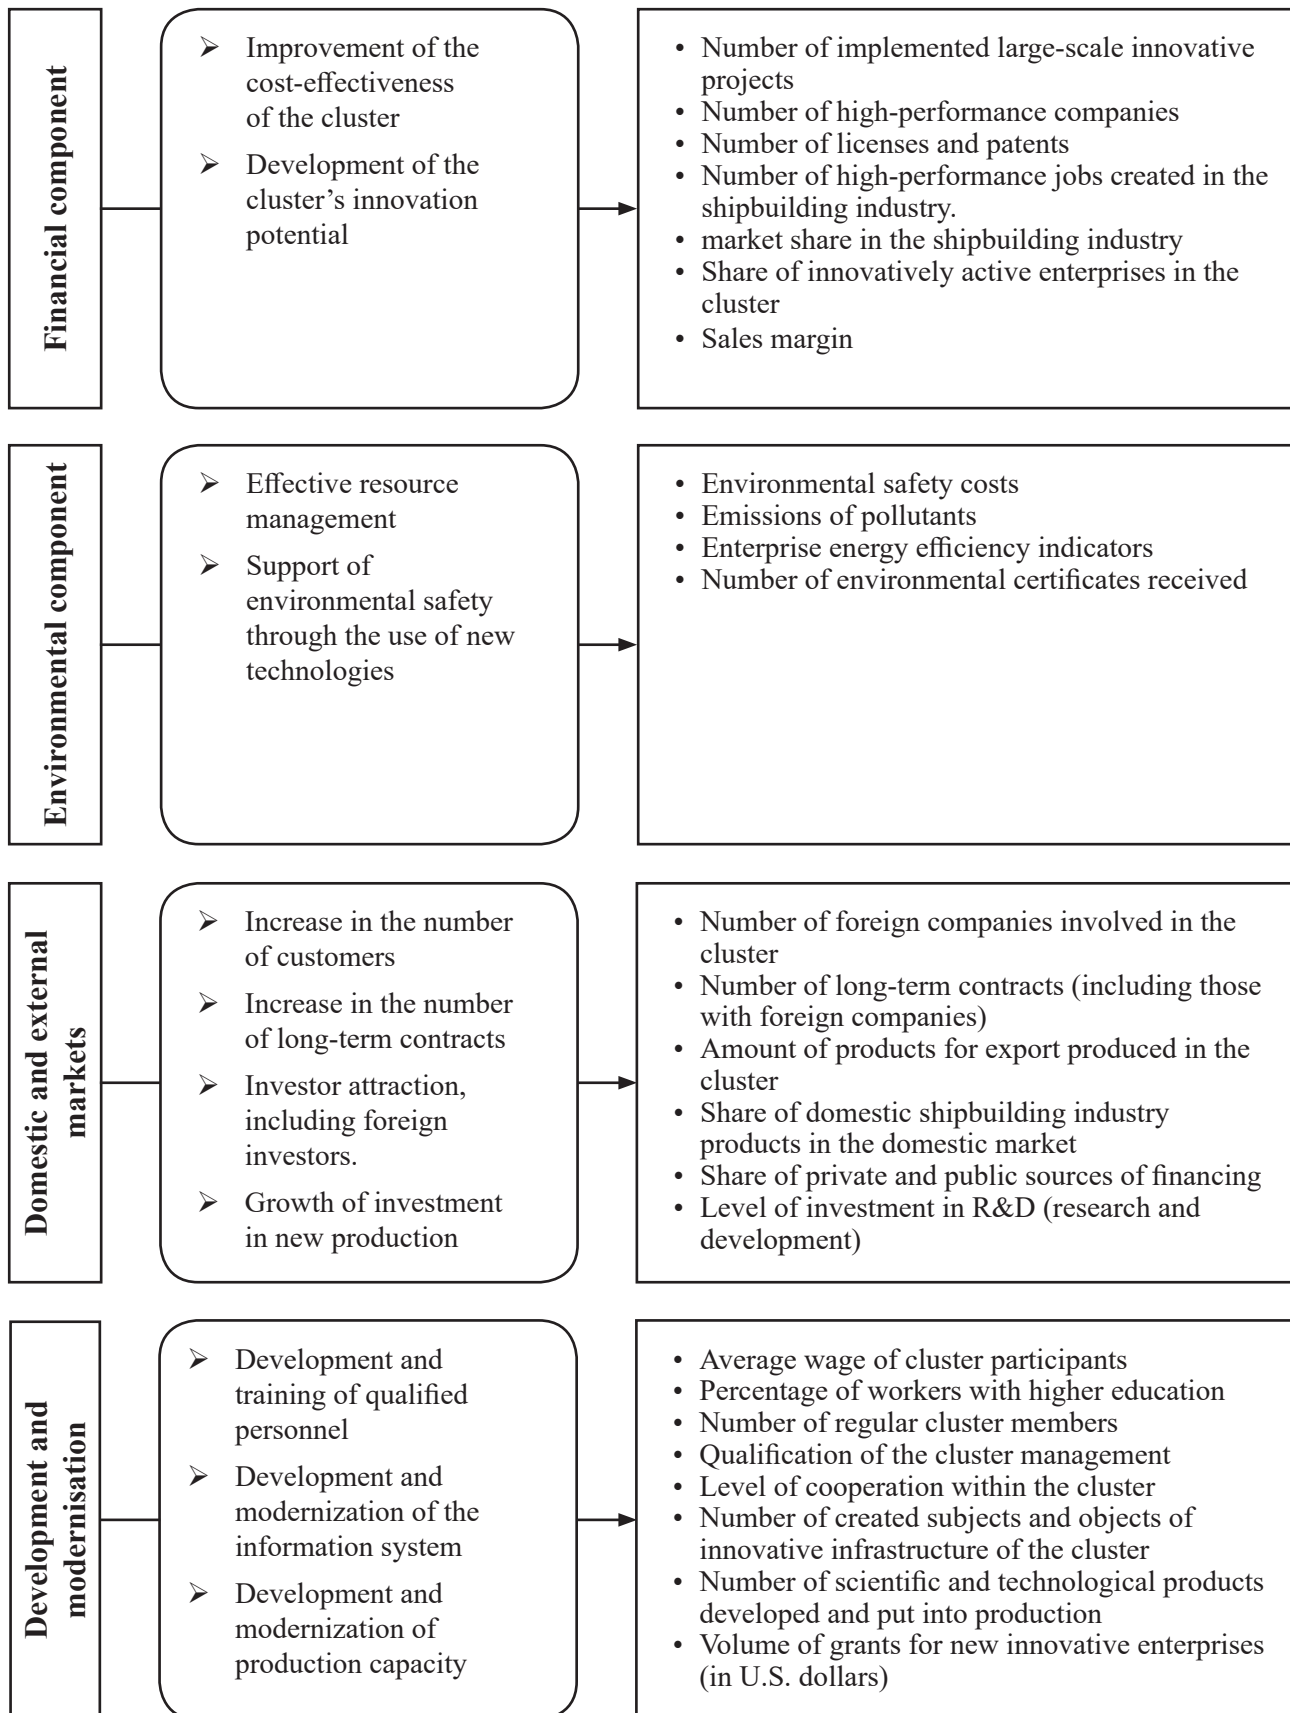 Financial component
➢ Improvement of the
cost-effectiveness
of the cluster
➢ Development of the
cluster’s innovation
potential
• Number of implemented large-scale innovative
projects
• Number of high-performance companies
• Number of licenses and patents
• Number of high-performance jobs created in the
shipbuilding industry.
• market share in the shipbuilding industry
• Share of innovatively active enterprises in the
cluster
• Sales margin
Environmental component
➢ Effective resource
management
➢ Support of
environmental safety
through the use of new
technologies
• Environmental safety costs
• Emissions of pollutants
• Enterprise energy efficiency indicators
• Number of environmental certificates received
Domestic and external
markets
➢ Increase in the number
of customers
➢ Increase in the number
of long-term contracts
➢ Investor attraction,
including foreign
investors.
➢ Growth of investment
in new production
• Number of foreign companies involved in the
cluster
• Number of long-term contracts (including those
with foreign companies)
• Amount of products for export produced in the
cluster
• Share of domestic shipbuilding industry
products in the domestic market
• Share of private and public sources of financing
• Level of investment in R&D (research and
development)
Development and
modernisation
➢ Development and
training of qualified
personnel
➢ Development and
modernization of the
information system
➢ Development and
modernization of
production capacity
• Average wage of cluster participants
• Percentage of workers with higher education
• Number of regular cluster members
• Qualification of the cluster management
• Level of cooperation within the cluster
• Number of created subjects and objects of
innovative infrastructure of the cluster
• Number of scientific and technological products
developed and put into production
• Volume of grants for new innovative enterprises
(in U.S. dollars)